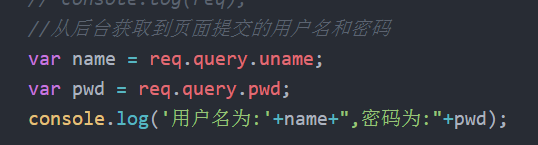 // console.log(req);
//从后台获取到页面提交的用户名和密码
var name = req.query.uname;
var pwd = req.query.pwd;
console.log('用户名为:'+name+",密码为:"+pwd);